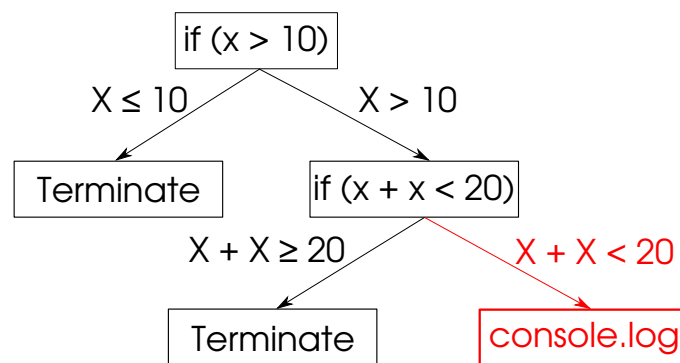 if (x > 10)
X ≤ 10
X > 10
Terminate
if (x + x < 20)
X + X ≥ 20
X + X < 20
Terminate
console.log